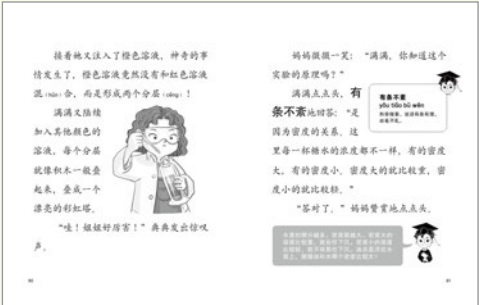 接着她又注入了橙色溶液，神奇的事
情发生了，橙色溶液竟然没有和红色溶液
混（hùn）合，而是形成两个分层（céng）！
满满又陆续
加入其他颜色的
溶液，每个分层
就像积木一般叠
起来，叠成一个
漂亮的彩虹塔。
“哇！姐姐好厉害！”典典发出惊叹
声。
妈妈微微一笑：“满满，你知道这个
实验的原理吗？”
满满点点头，有
条不紊地回答：“是
因为密度的关系。这
里每一杯糖水的浓度都不一样，有的密度
大，有的密度小。密度大的就比较重，密
度小的就比较轻。”
“答对了。”妈妈赞赏地点点头。
有条不紊
yǒu tiáo bù wěn